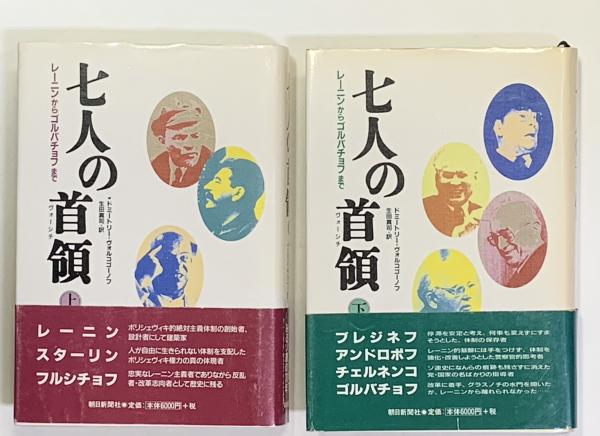 七人の首領
ヴォーシチ
レーニンからゴルバチョフまで
ドミートリー・ヴォルコゴーノフ
生田真司・訳
上
レーニン
ボリシェヴィキ的絶対主義体制の創始者、
設計者にして建築家
スターリン
人が自由に生きられない体制を支配した
ボリシェヴィキ権力の真の体現者
フルシチョフ
忠実なレーニン主義者でありながら反乱
者・改革志向者として歴史に残る
朝日新聞社 定価:本体6000円+税
七人の首領
ヴォーシチ
レーニンからゴルバチョフまで
ドミートリー・ヴォルコゴーノフ
生田真司・訳
下
ブレジネフ
停滞を安定と考え、何事も変えずにすま
そうとした、体制の保存者
アンドロポフ
レーニン的基盤には手をつけず、体制を
強化・改善しようとした警察官的思考者
チェルネンコ
ソ連史になんらの痕跡も残さずに消えた
党・国家の名ばかりの指導者
ゴルバチョフ
改革に着手、グラスノチの水門を開いた
が、レーニンから離れられなかった……
朝日新聞社 定価:本体6000円+税